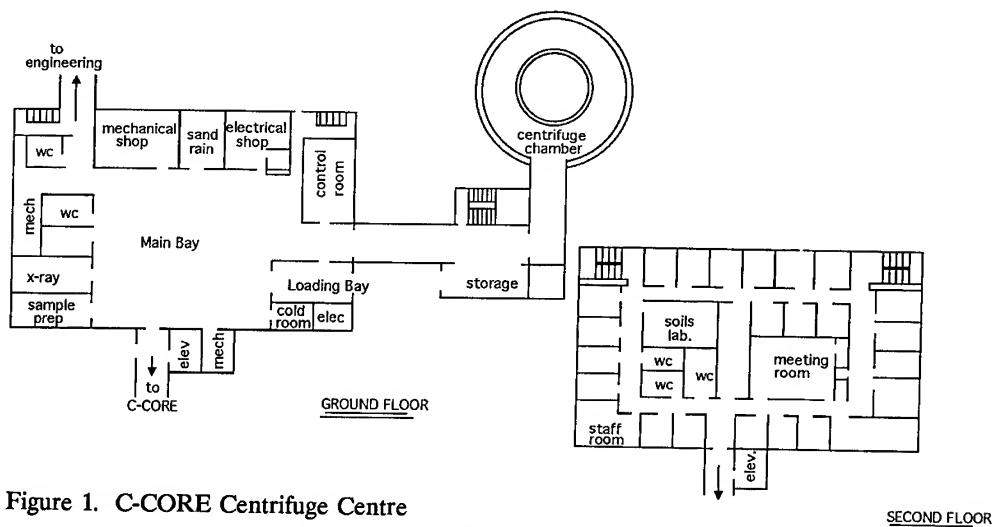 to
engineering
mechanical
shop
sand
rain
electrical
shop
wc
control
room
centrifuge
chamber
mech
wc
Main Bay
x-ray
sample
prep
Loading Bay
cold
room
elec
storage
elev
mech
to
C-CORE
GROUND FLOOR
soils
lab.
wc
wc
wc
meeting
room
staff
room
elev.
SECOND FLOOR
Figure 1. C-CORE Centrifuge Centre